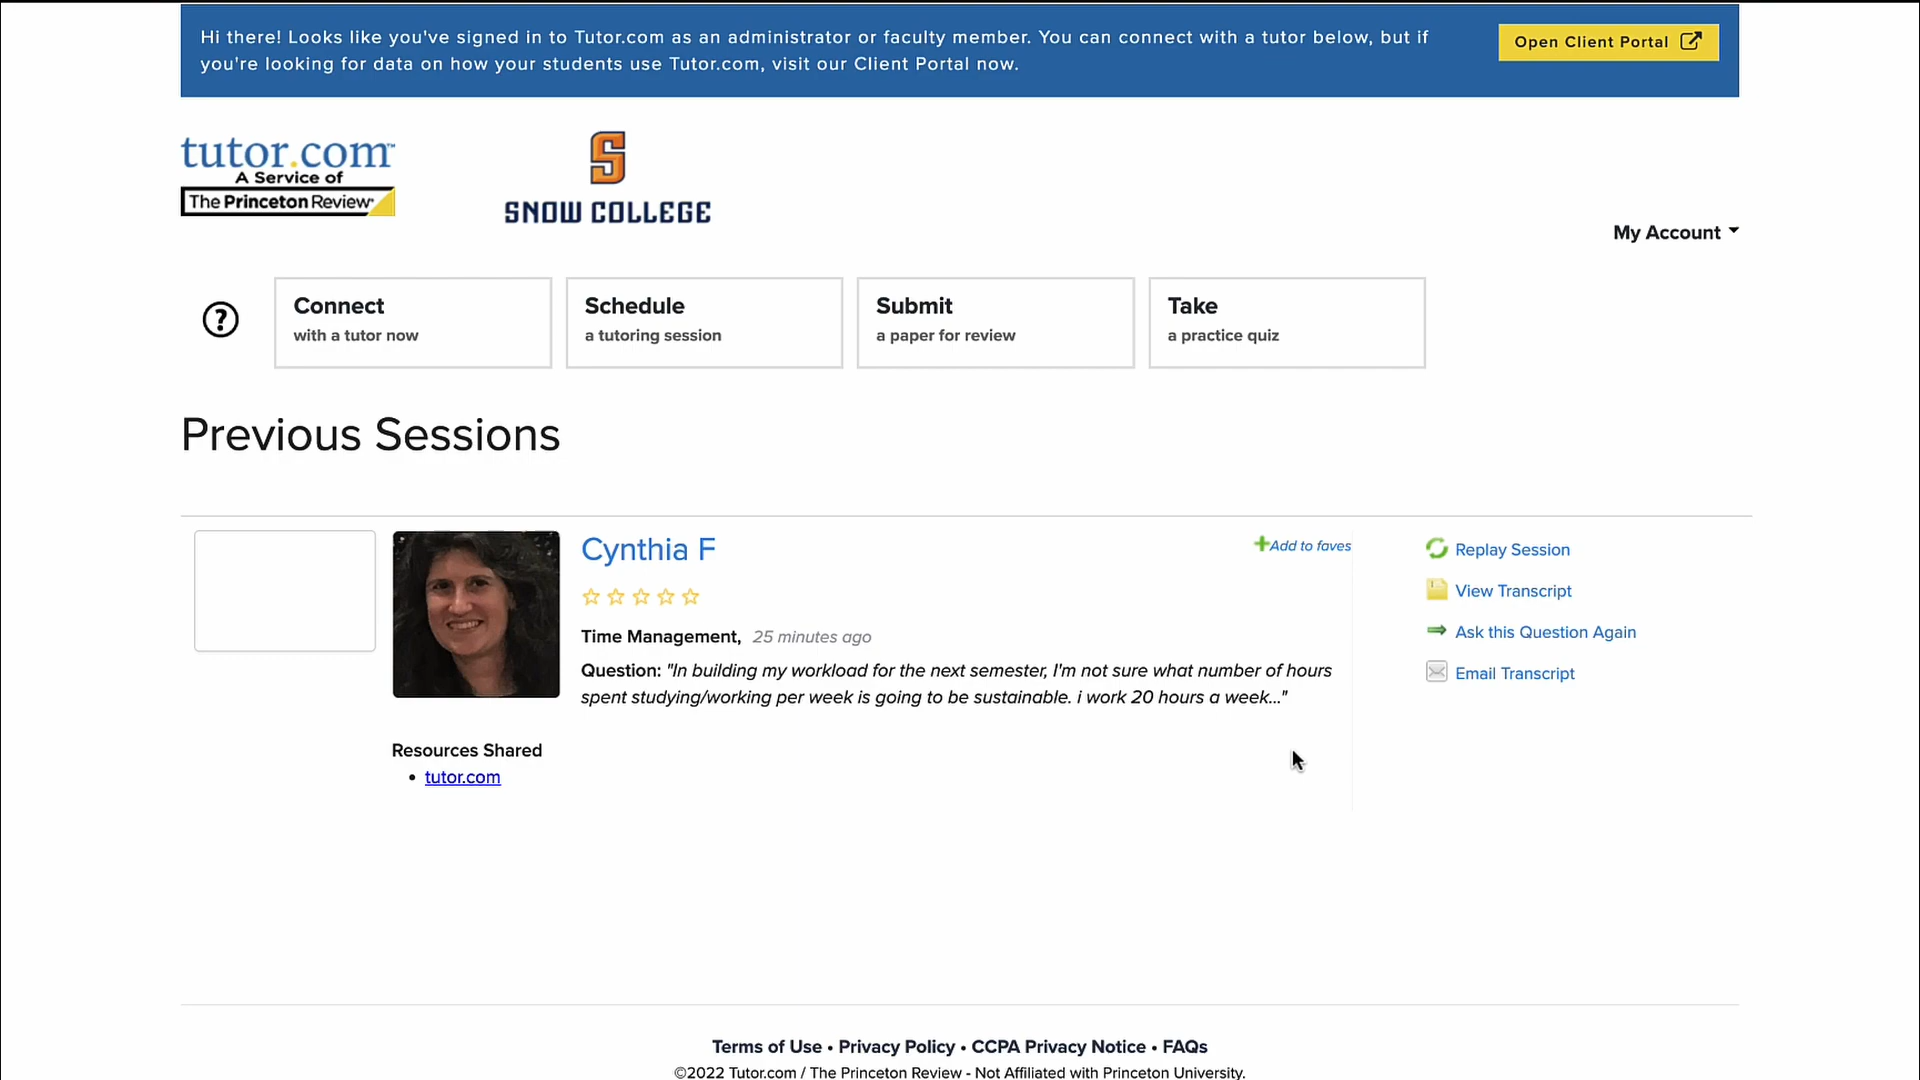 Hi there! Looks like you've signed in to Tutor.com as an administrator or faculty member. You can connect with a tutor below, but if
you're looking for data on how your students use Tutor.com, visit our Client Portal now.
Open Client Portal
tutor.com™
A Service of
The Princeton Review®
S
SNOW COLLEGE
My Account
?
Connect
with a tutor now
Schedule
a tutoring session
Submit
a paper for review
Take
a practice quiz
Previous Sessions
Cynthia F
Add to faves
Time Management, 25 minutes ago
Question: "In building my workload for the next semester, I'm not sure what number of hours
spent studying/working per week is going to be sustainable. i work 20 hours a week..."
Resources Shared
• tutor.com
Replay Session
View Transcript
Ask this Question Again
Email Transcript
Terms of Use • Privacy Policy • CCPA Privacy Notice • FAQs
©2022 Tutor.com / The Princeton Review - Not Affiliated with Princeton University.